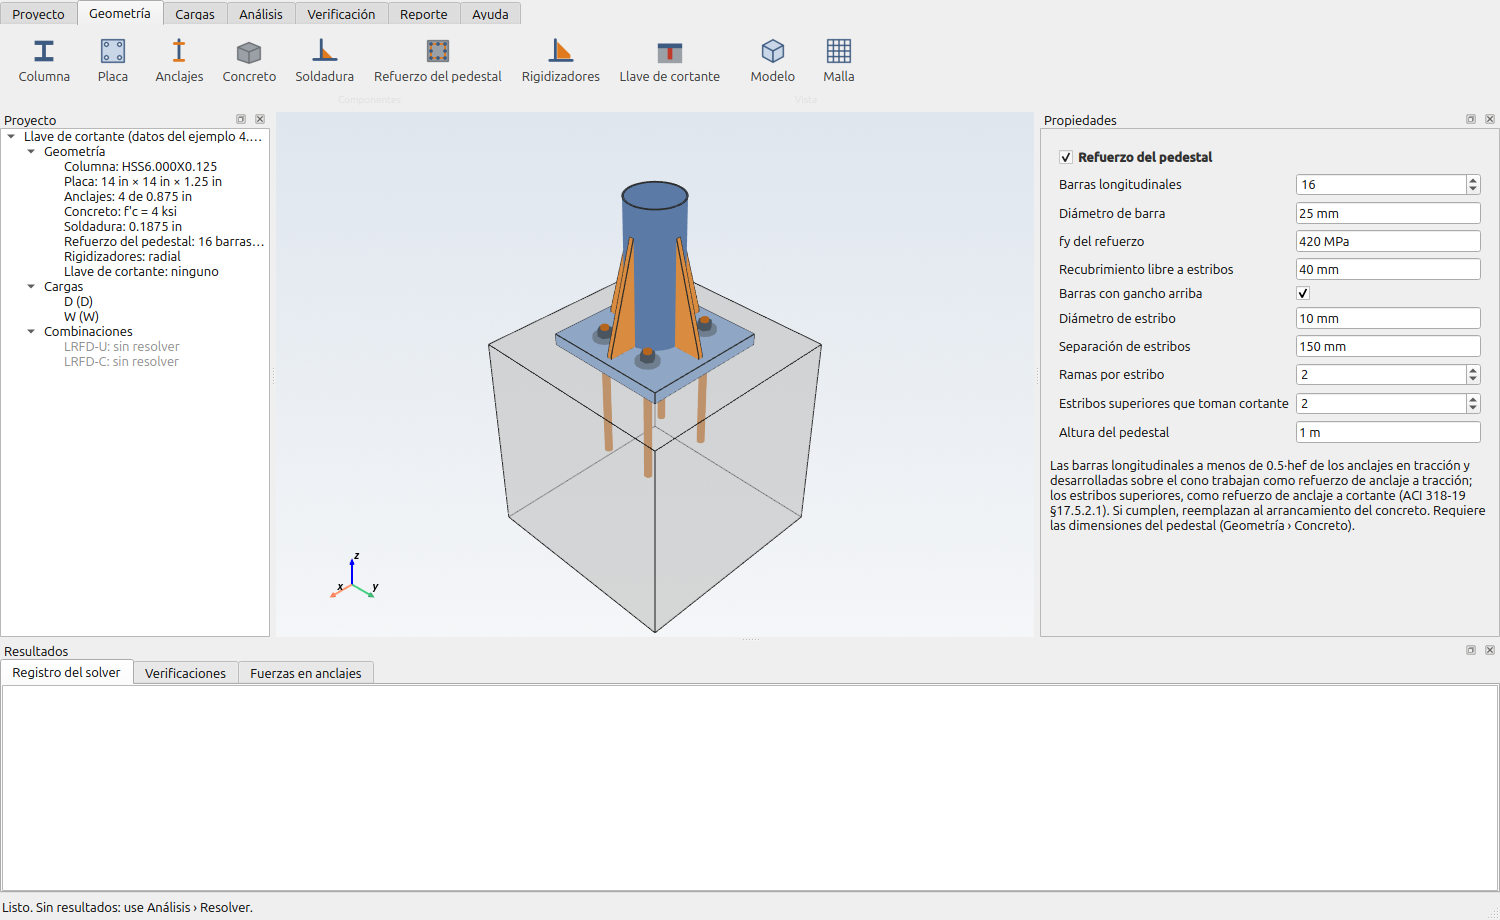 Proyecto
Geometría
Cargas
Análisis
Verificación
Reporte
Ayuda
Columna
Placa
Anclajes
Concreto
Soldadura
Refuerzo del pedestal
Rigidizadores
Llave de cortante
Modelo
Malla
Componentes
Vista
Proyecto
Llave de cortante (datos del ejemplo 4....
Geometría
Columna: HSS6.000X0.125
Placa: 14 in × 14 in × 1.25 in
Anclajes: 4 de 0.875 in
Concreto: f'c = 4 ksi
Soldadura: 0.1875 in
Refuerzo del pedestal: 16 barras...
Rigidizadores: radial
Llave de cortante: ninguno
Cargas
D (D)
W (W)
Combinaciones
LRFD-U: sin resolver
LRFD-C: sin resolver
z
x
y
Propiedades
Refuerzo del pedestal
Barras longitudinales
16
Diámetro de barra
25 mm
fy del refuerzo
420 MPa
Recubrimiento libre a estribos
40 mm
Barras con gancho arriba
Diámetro de estribo
10 mm
Separación de estribos
150 mm
Ramas por estribo
2
Estribos superiores que toman cortante
2
Altura del pedestal
1 m
Las barras longitudinales a menos de 0.5·hef de los anclajes en tracción y
desarrolladas sobre el cono trabajan como refuerzo de anclaje a tracción;
los estribos superiores, como refuerzo de anclaje a cortante (ACI 318-19
§17.5.2.1). Si cumplen, reemplazan al arrancamiento del concreto. Requiere
las dimensiones del pedestal (Geometría › Concreto).
Resultados
Registro del solver
Verificaciones
Fuerzas en anclajes
Listo. Sin resultados: use Análisis › Resolver.